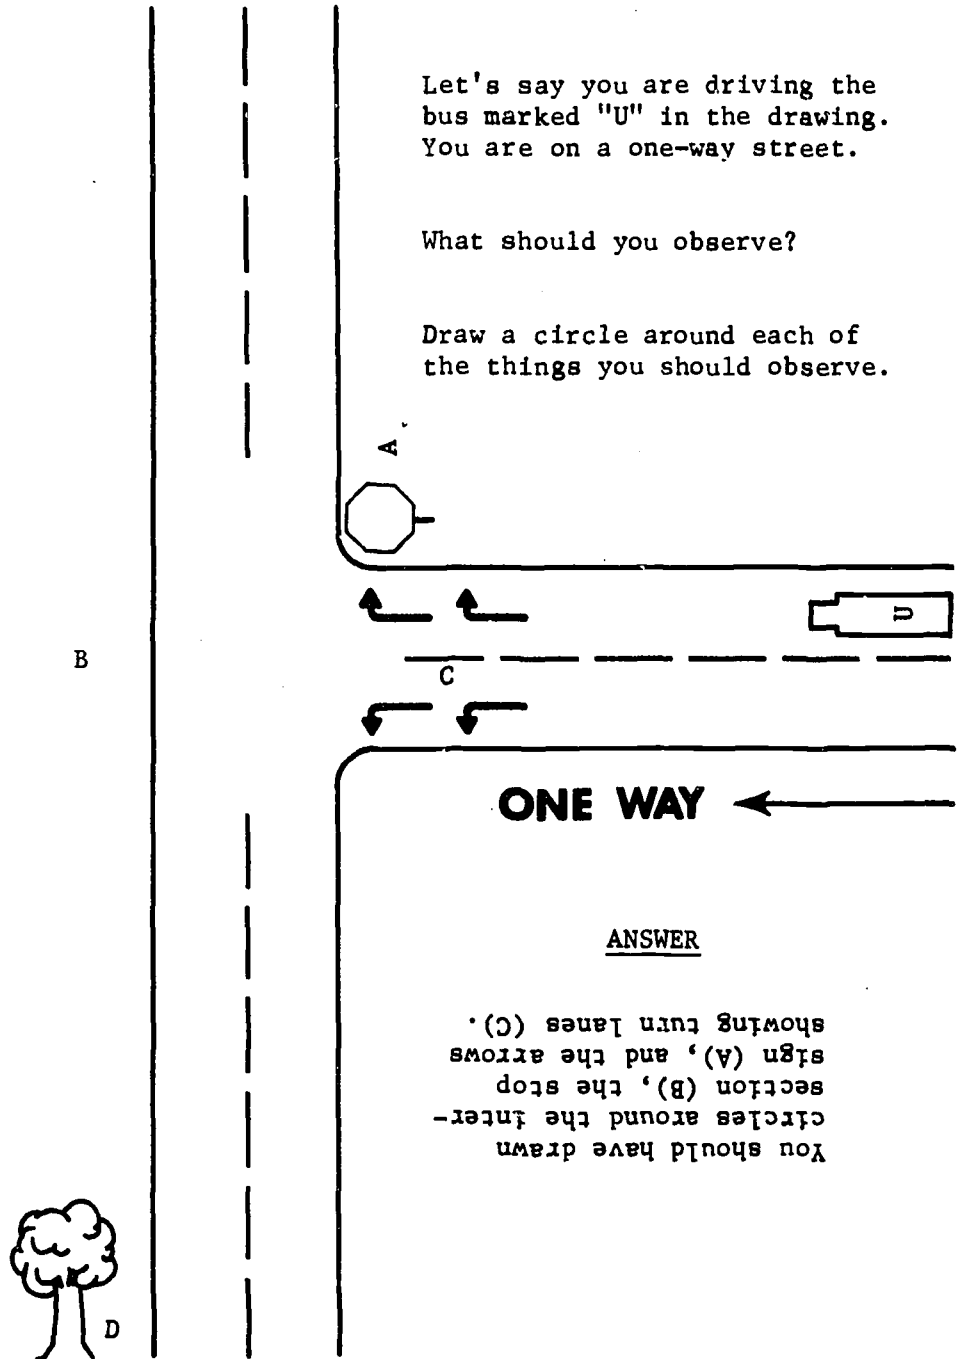 Let's say you are driving the
bus marked "U" in the drawing.
You are on a one-way street.
What should you observe?
Draw a circle around each of
the things you should observe.
A
U
B
C
ONE WAY
ANSWER
You should have drawn
circles around the inter-
section (B), the stop
sign (A), and the arrows
showing turn lanes (C).
D